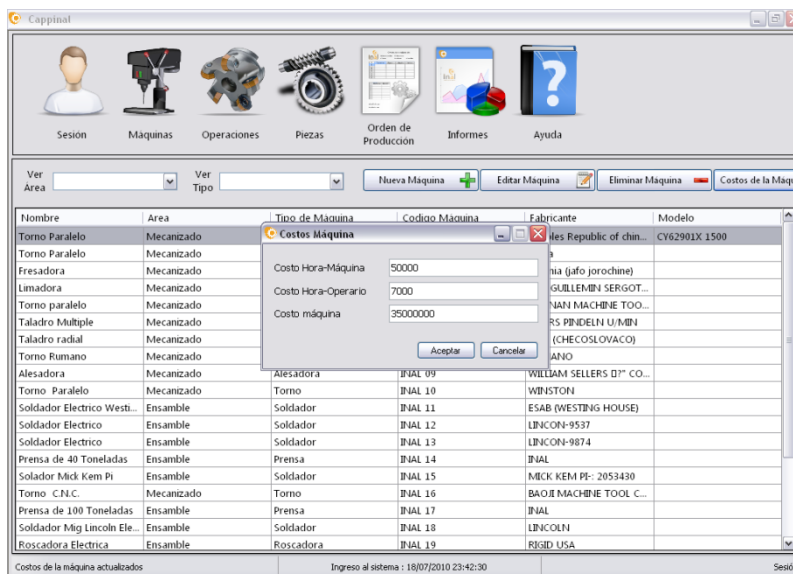 Cappinal
Sesión Máquinas Operaciones Piezas Orden de Producción Informes Ayuda
Ver Área Ver Tipo Nueva Máquina Editar Máquina Eliminar Máquina Costos de la Máqu
Nombre Area Tipo de Máquina Codigo Máquina Fabricante Modelo
Torno Paralelo Mecanizado ples Republic of chin... CY62901X 1500
Torno Paralelo Mecanizado
Fresadora Mecanizado nia (jafo jorochine)
Limadora Mecanizado GUILLEMIN SERGOT...
Torno paralelo Mecanizado NAN MACHINE TOO...
Taladro Multiple Mecanizado RS PINDELN U/MIN
Taladro radial Mecanizado (CHECOSLOVACO)
Torno Rumano Mecanizado ANO
Costos Máquina
Costo Hora-Máquina 50000
Costo Hora-Operario 7000
Costo máquina 35000000
Aceptar Cancelar
Alesadora Mecanizado Alesadora INAL 09 WILLIAM SELLERS ▯?" CO...
Torno Paralelo Mecanizado Torno INAL 10 WINSTON
Soldador Electrico Westi... Ensamble Soldador INAL 11 ESAB (WESTING HOUSE)
Soldador Electrico Ensamble Soldador INAL 12 LINCON-9537
Soldador Electrico Ensamble Soldador INAL 13 LINCON-9874
Prensa de 40 Toneladas Ensamble Prensa INAL 14 INAL
Solador Mick Kem Pi Ensamble Soldador INAL 15 MICK KEM PI-: 2053430
Torno C.N.C. Mecanizado Torno INAL 16 BAOJI MACHINE TOOL C...
Prensa de 100 Toneladas Ensamble Prensa INAL 17 INAL
Soldador Mig Lincoln Ele... Ensamble Soldador INAL 18 LINCOLN
Roscadora Electrica Ensamble Roscadora INAL 19 RIGID USA
Costos de la máquina actualizados Ingreso al sistema : 18/07/2010 23:42:30 Sesió